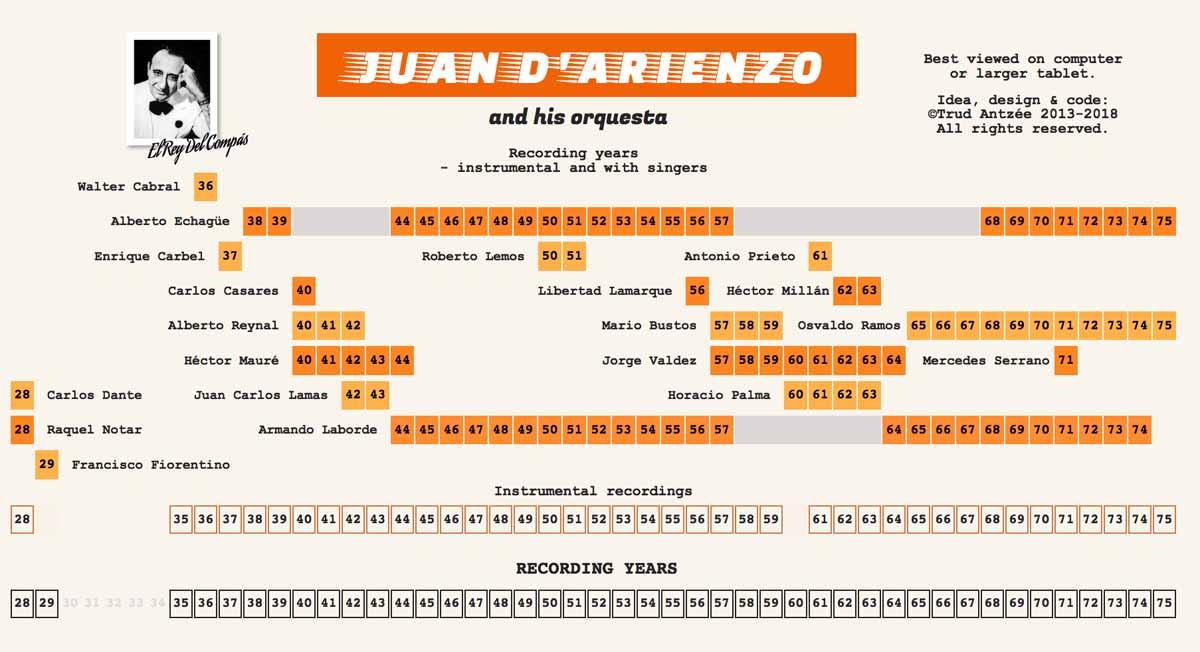 JUAN D'ARIENZO
and his orquesta
El Rey Del Compás
Best viewed on computer
or larger tablet.
Idea, design & code:
©Trud Antzée 2013-2018
All rights reserved.
Recording years
- instrumental and with singers
Walter Cabral 36
Alberto Echagüe 38 39 44 45 46 47 48 49 50 51 52 53 54 55 56 57 68 69 70 71 72 73 74 75
Enrique Carbel 37 Roberto Lemos 50 51 Antonio Prieto 61
Carlos Casares 40 Libertad Lamarque 56 Héctor Millán 62 63
Alberto Reynal 40 41 42 Mario Bustos 57 58 59 Osvaldo Ramos 65 66 67 68 69 70 71 72 73 74 75
Héctor Mauré 40 41 42 43 44 Jorge Valdez 57 58 59 60 61 62 63 64 Mercedes Serrano 71
28 Carlos Dante Juan Carlos Lamas 42 43 Horacio Palma 60 61 62 63
28 Raquel Notar Armando Laborde 44 45 46 47 48 49 50 51 52 53 54 55 56 57 64 65 66 67 68 69 70 71 72 73 74
29 Francisco Fiorentino
Instrumental recordings
28 35 36 37 38 39 40 41 42 43 44 45 46 47 48 49 50 51 52 53 54 55 56 57 58 59 61 62 63 64 65 66 67 68 69 70 71 72 73 74 75
RECORDING YEARS
28 29 30 31 32 33 34 35 36 37 38 39 40 41 42 43 44 45 46 47 48 49 50 51 52 53 54 55 56 57 58 59 60 61 62 63 64 65 66 67 68 69 70 71 72 73 74 75